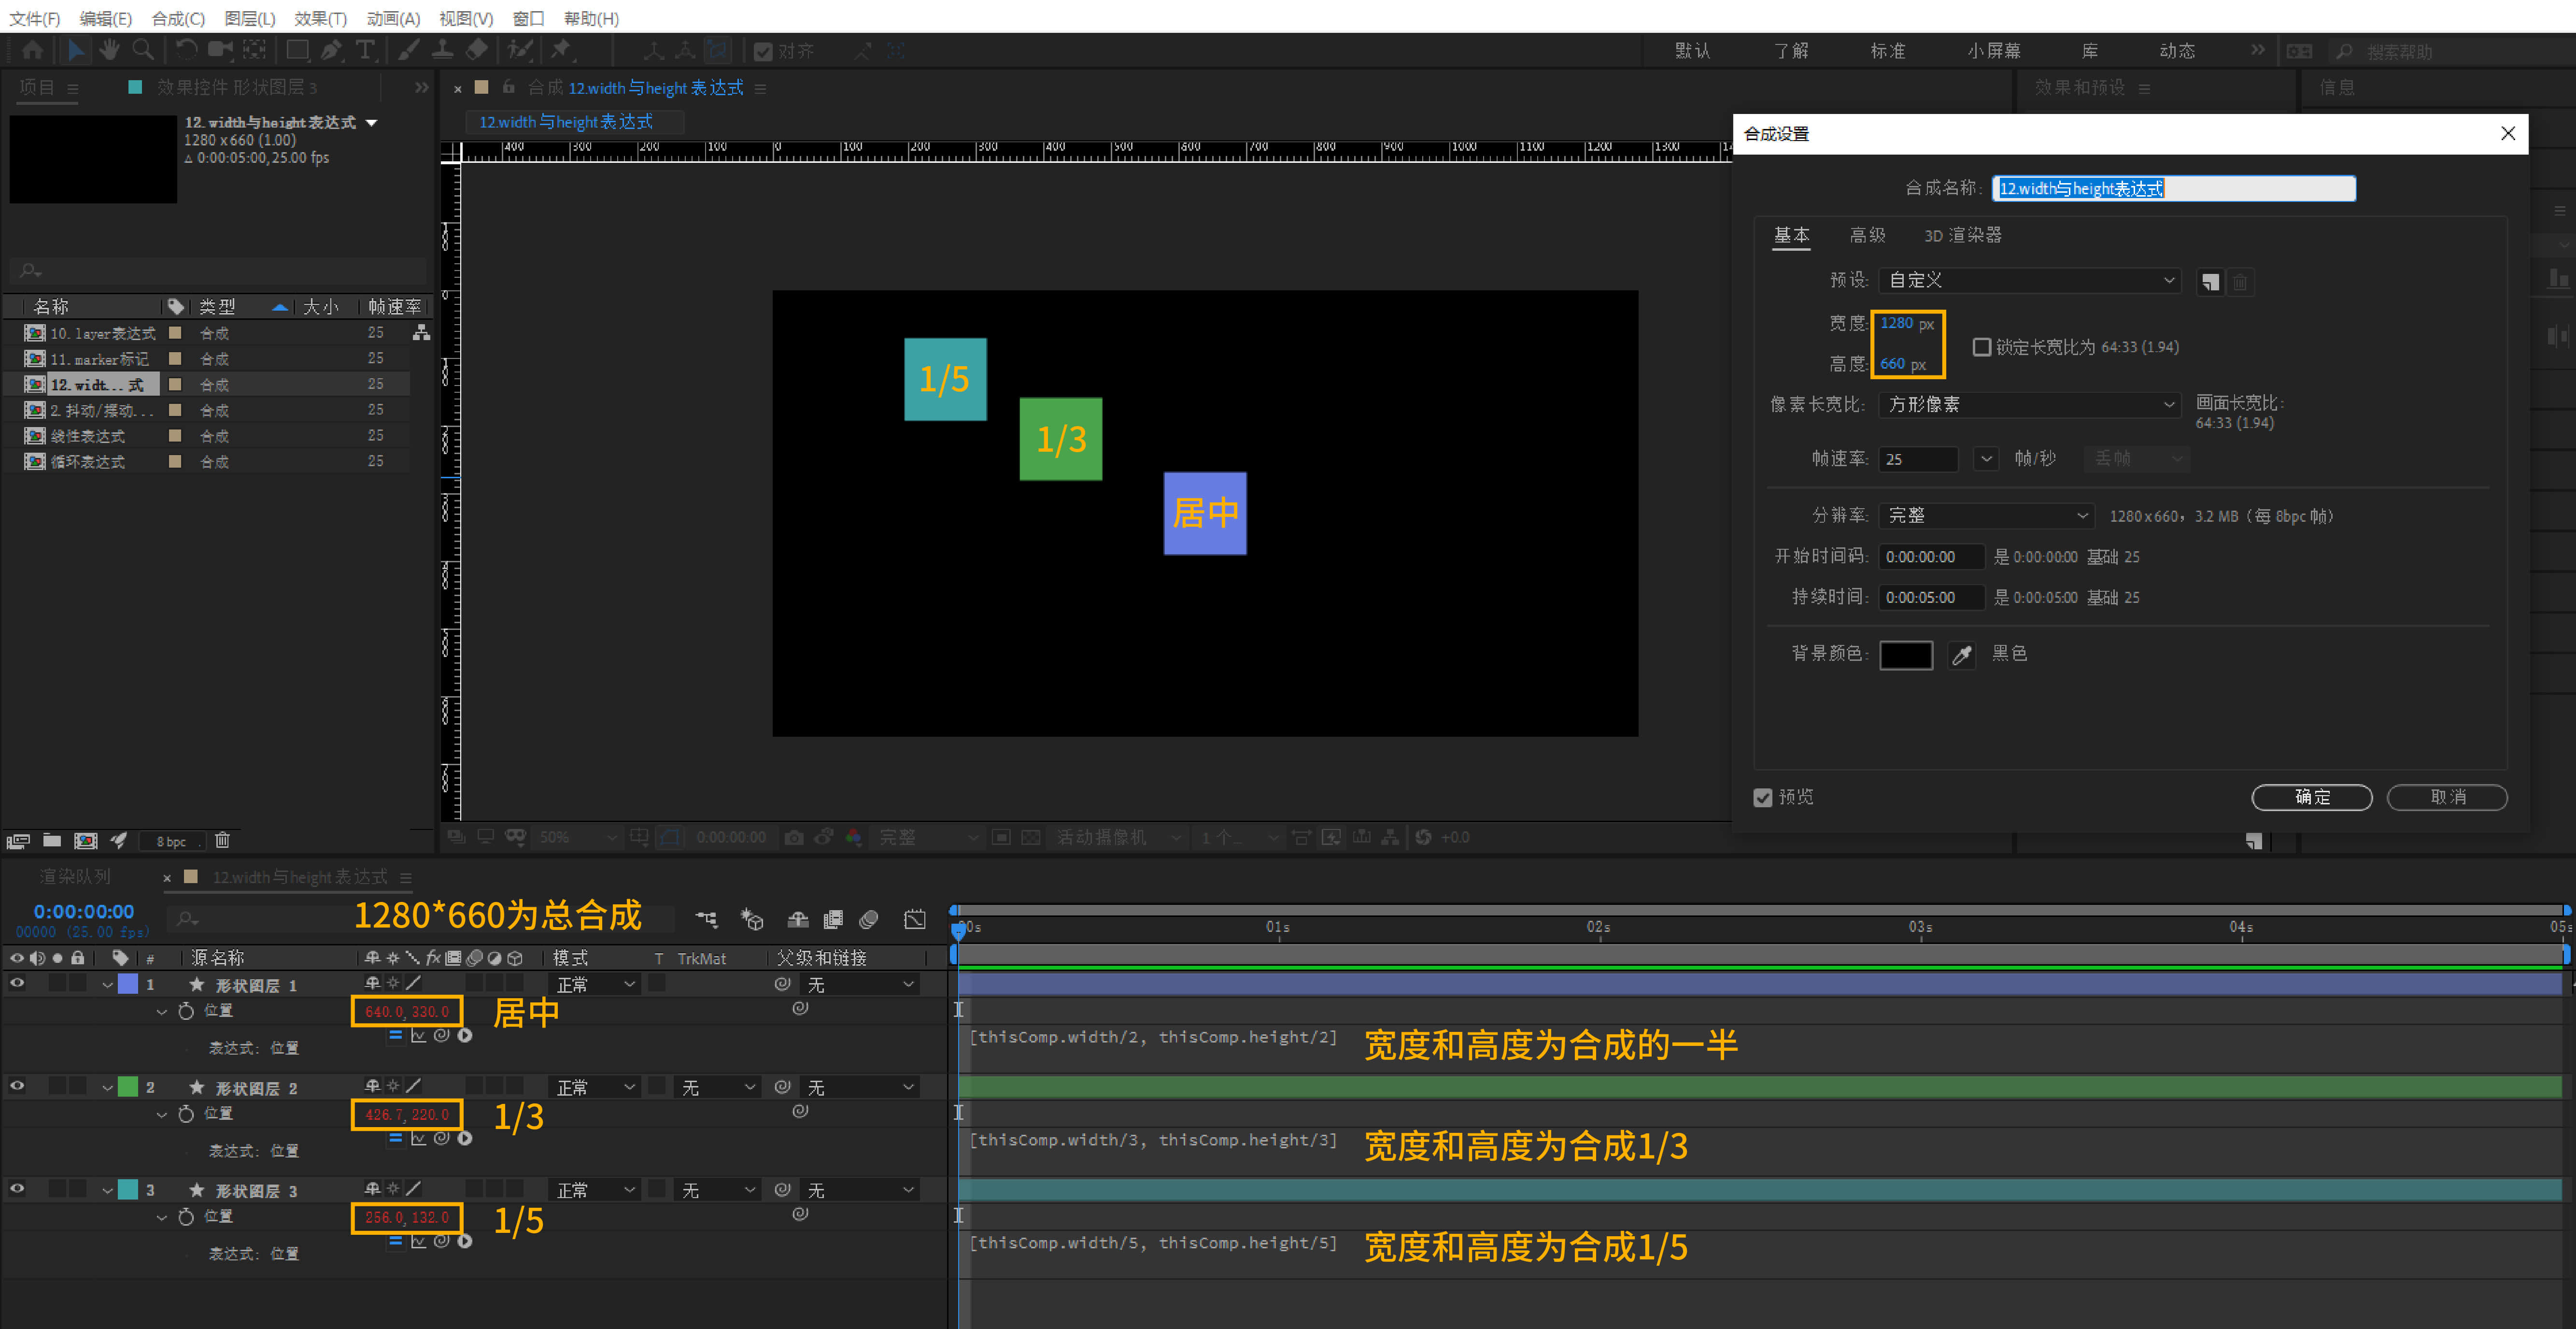 文件(F) 编辑(E) 合成(C) 图层(L) 效果(T) 动画(A) 视图(V) 窗口 帮助(H)
对齐 默认 了解 标准 小屏幕 库 动态 搜索帮助
项目 效果控件 形状图层 3
合成 12.width与height表达式
效果和预设 信息
12.width与height表达式
1280 x 660 (1.00)
Δ 0:00:05:00, 25.00 fps
12.width与height表达式
400 300 200 100 0 100 200 300 400 500 600 700 800 900 1000 1100 1200 1300
名称 类型 大小 帧速率
10. layer表达式 合成 25
11. marker标记 合成 25
12. widt... 式 合成 25
2. 抖动/摆动... 合成 25
线性表达式 合成 25
循环表达式 合成 25
1/5
1/3
居中
合成设置
合成名称: 12.width与height表达式
基本 高级 3D 渲染器
预设: 自定义
宽度: 1280 px
锁定长宽比为 64:33 (1.94)
高度: 660 px
像素长宽比: 方形像素 画面长宽比:
64:33 (1.94)
帧速率: 25 帧/秒 丢帧
分辨率: 完整 1280 x 660, 3.2 MB (每 8bpc 帧)
开始时间码: 0:00:00:00 是 0:00:00:00 基础 25
持续时间: 0:00:05:00 是 0:00:05:00 基础 25
背景颜色: 黑色
预览 确定 取消
8 bpc
50% 0:00:00:00 完整 活动摄像机 1 个... +0.0
渲染队列 12.width与height表达式
0:00:00:00
00000 (25.00 fps)
1280*660为总合成
00s 01s 02s 03s 04s 05s
# 源名称 fx 模式 T TrkMat 父级和链接
1 形状图层 1 正常 无
位置 640.0, 330.0 居中
表达式: 位置
[thisComp.width/2, thisComp.height/2] 宽度和高度为合成的一半
2 形状图层 2 正常 无 无
位置 426.7, 220.0 1/3
表达式: 位置
[thisComp.width/3, thisComp.height/3] 宽度和高度为合成1/3
3 形状图层 3 正常 无 无
位置 256.0, 132.0 1/5
表达式: 位置
[thisComp.width/5, thisComp.height/5] 宽度和高度为合成1/5